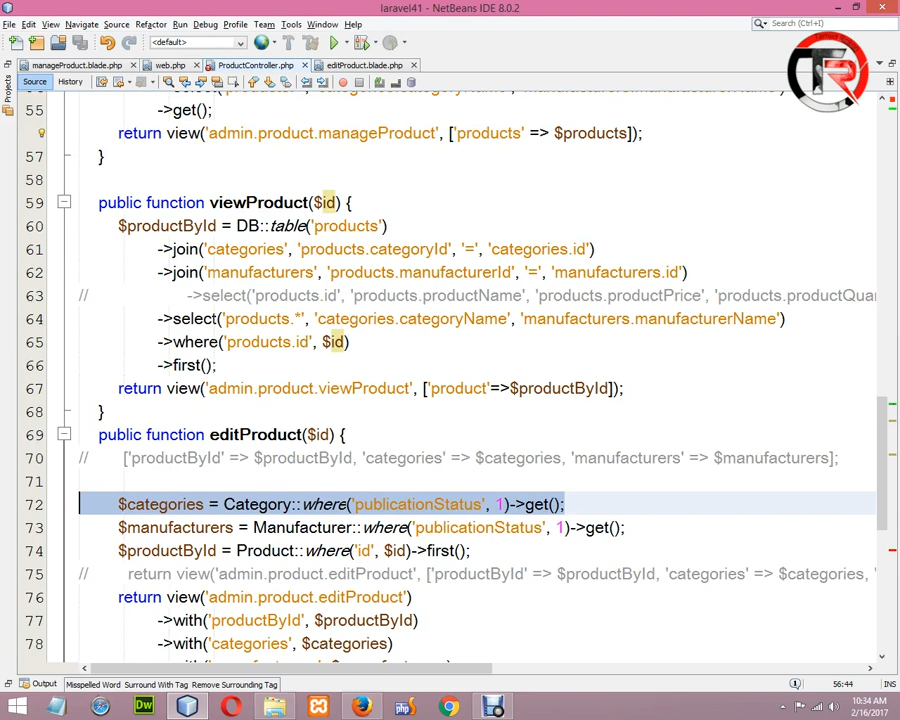 laravel41 - NetBeans IDE 8.0.2
File Edit View Navigate Source Refactor Run Debug Profile Team Tools Window Help
Search (Ctrl+I)
<default>
manageProduct.blade.php web.php ProductController.php editProduct.blade.php
Source History
Projects
55 ->get();
return view('admin.product.manageProduct', ['products' => $products]);
57 }
58
59 public function viewProduct($id) {
60 $productById = DB::table('products')
61 ->join('categories', 'products.categoryId', '=', 'categories.id')
62 ->join('manufacturers', 'products.manufacturerId', '=', 'manufacturers.id')
63 // ->select('products.id', 'products.productName', 'products.productPrice', 'products.productQuan
64 ->select('products.*', 'categories.categoryName', 'manufacturers.manufacturerName')
65 ->where('products.id', $id)
66 ->first();
67 return view('admin.product.viewProduct', ['product'=>$productById]);
68 }
69 public function editProduct($id) {
70 // ['productById' => $productById, 'categories' => $categories, 'manufacturers' => $manufacturers];
71
72 $categories = Category::where('publicationStatus', 1)->get();
73 $manufacturers = Manufacturer::where('publicationStatus', 1)->get();
74 $productById = Product::where('id', $id)->first();
75 // return view('admin.product.editProduct', ['productById' => $productById, 'categories' => $categories, '
76 return view('admin.product.editProduct')
77 ->with('productById', $productById)
78 ->with('categories', $categories)
Output Misspelled Word Surround With Tag Remove Surrounding Tag
56:44 INS
10:34 AM
2/16/2017